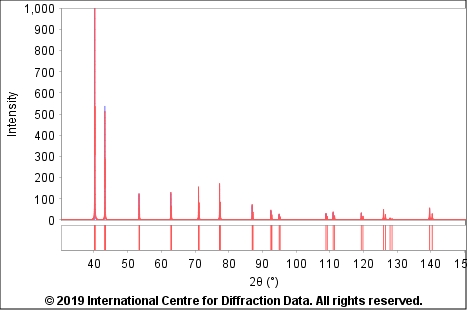 1,000
900
800
700
600
500
400
300
200
100
0
Intensity
40 50 60 70 80 90 100 110 120 130 140 150
2θ (°)
© 2019 International Centre for Diffraction Data. All rights reserved.